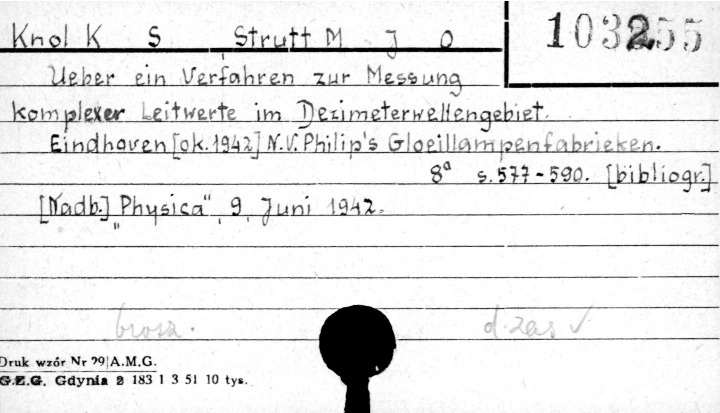 Knol K S Strutt M J O
103255
Ueber ein Verfahren zur Messung
komplexer Leitwerte im Dezimeterwellengebiet.
Eindhoven [ok. 1942] N.V. Philip's Gloeillampenfabrieken.
8° s. 577-590. [bibliogr.]
[Nadb.] „Physica", 9, Juni 1942.
brosz. d. zas √
Druk wzór Nr 29|A.M.G.
G.Z.G. Gdynia 2 183 1 3 51 10 tys.